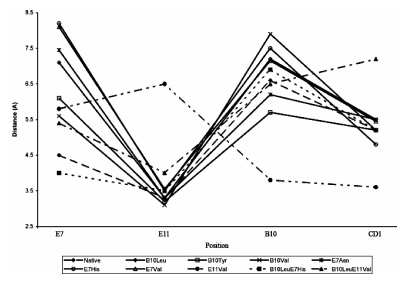 8.5
7.5
6.5
5.5
4.5
3.5
2.5
Distance (A)
E7 E11 B10 CD1
Position
Native B10Leu B10Tyr B10Val E7Asn
E7His E7Val E11Val B10LeuE7His B10LeuE11Val